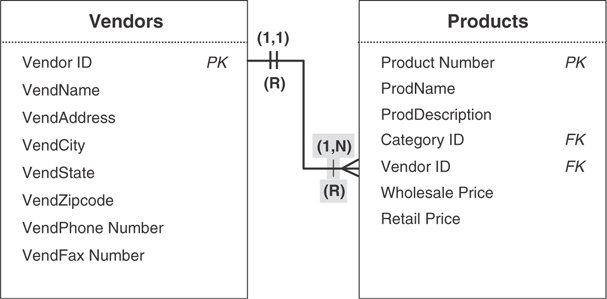 Vendors
Vendor ID PK
VendName
VendAddress
VendCity
VendState
VendZipcode
VendPhone Number
VendFax Number
(1,1)
(R)
(1,N)
(R)
Products
Product Number PK
ProdName
ProdDescription
Category ID FK
Vendor ID FK
Wholesale Price
Retail Price